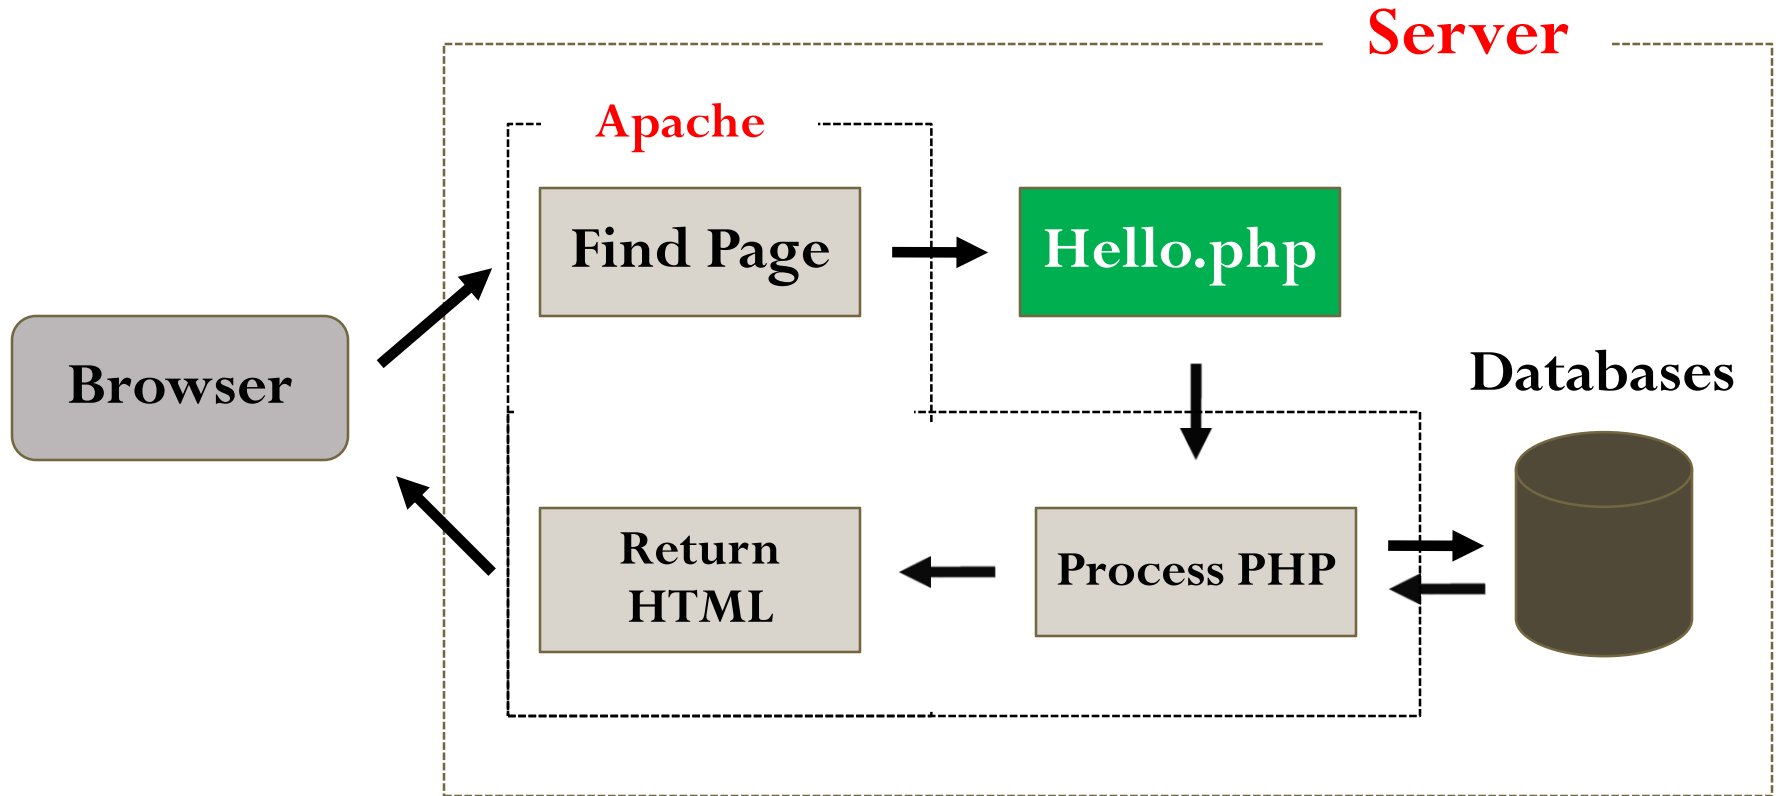 Server
Apache
Find Page
Hello.php
Browser
Databases
Return
HTML
Process PHP